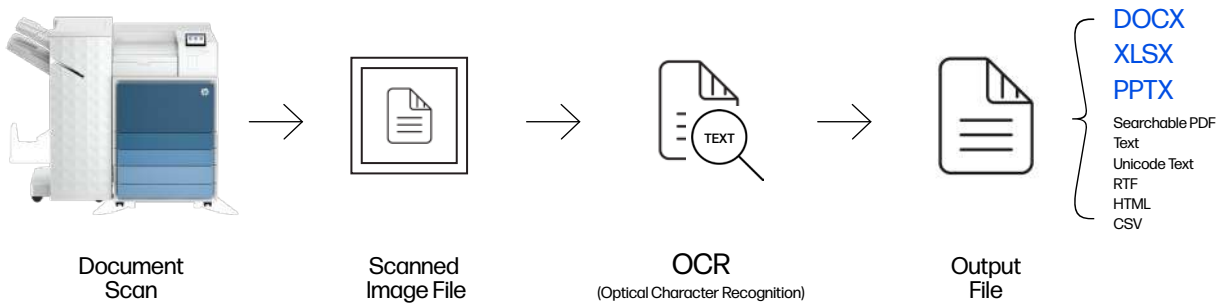 TEXT
DOCX
XLSX
PPTX
Searchable PDF
Text
Unicode Text
RTF
HTML
CSV
Document
Scan
Scanned
Image File
OCR
(Optical Character Recognition)
Output
File